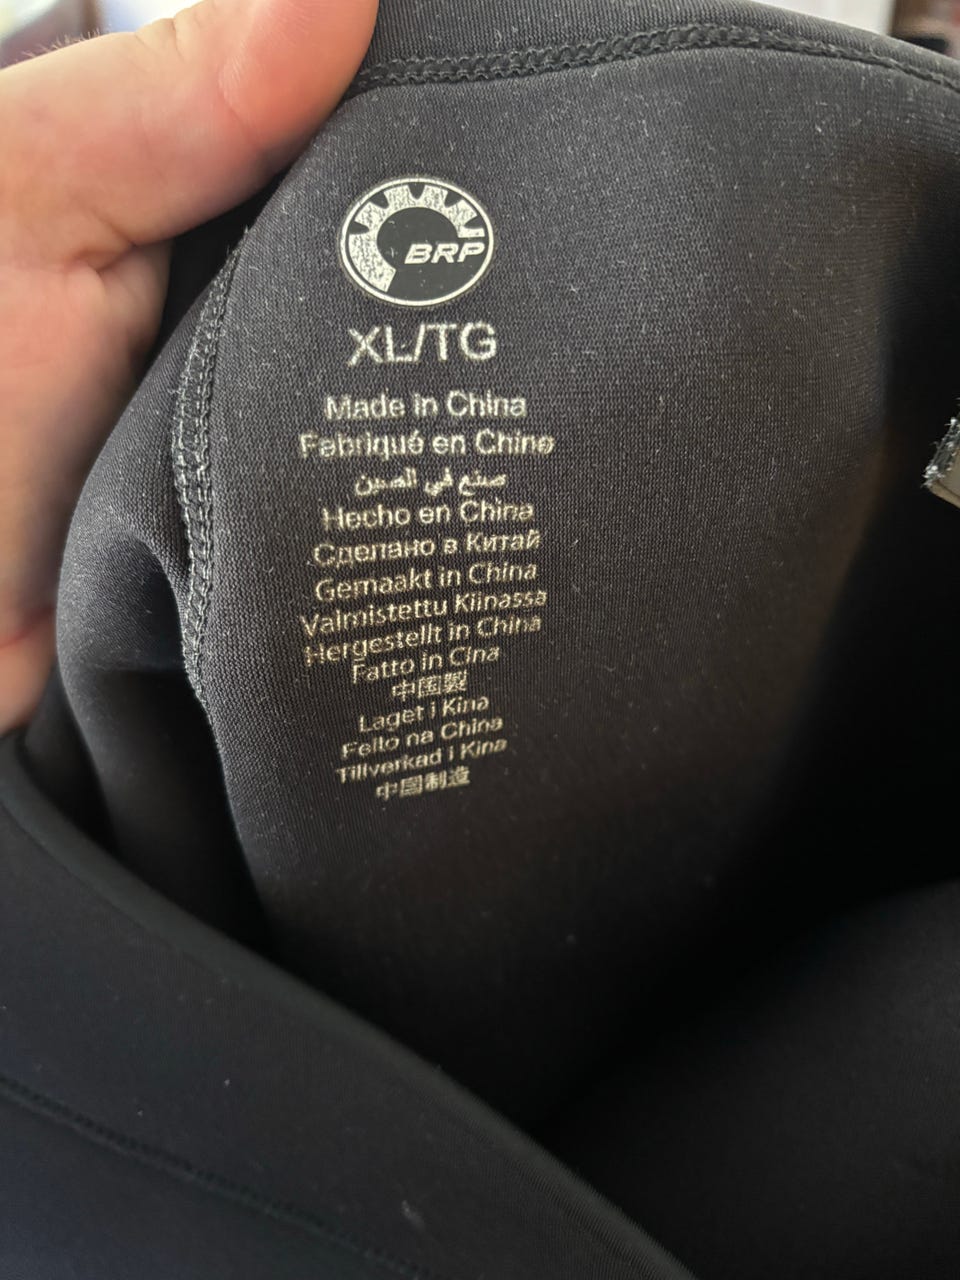 BRP
XL/TG
Made in China
Fabriqué en Chine
صنع في الصين
Hecho en China
Сделано в Китай
Gemaakt in China
Valmistettu Kiinassa
Hergestellt in China
Fatto in Cina
中国製
Laget i Kina
Feito na China
Tillverkad i Kina
中國制造